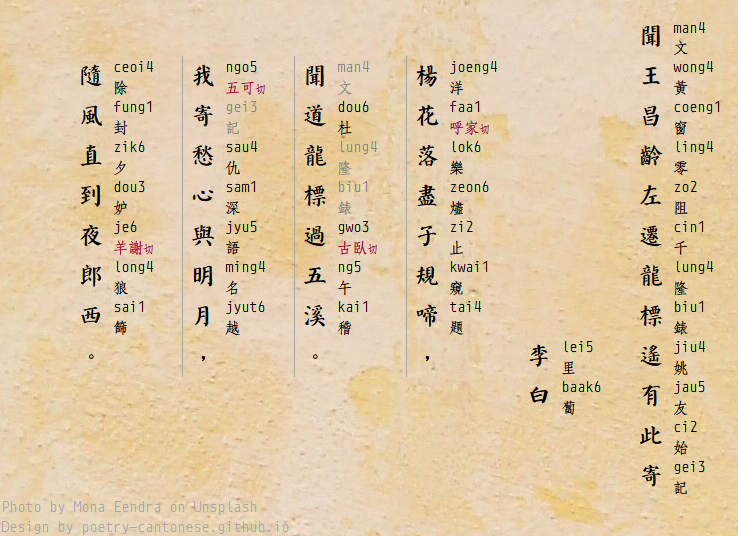 聞王昌齡左遷龍標遙有此寄
man4 文 wong4 黃 coeng1 窗 ling4 零 zo2 阻 cin1 千 lung4 隆 biu1 錶 jiu4 姚 jau5 友 ci2 始 gei3 記
李白
lei5 里 baak6 蔔
楊花落盡子規啼，
joeng4 洋 faa1 呼家切 lok6 樂 zeon6 燼 zi2 止 kwai1 窺 tai4 題
聞道龍標過五溪。
man4 文 dou6 杜 lung4 隆 biu1 錶 gwo3 古臥切 ng5 午 kai1 稽
我寄愁心與明月，
ngo5 五可切 gei3 記 sau4 仇 sam1 深 jyu5 語 ming4 名 jyut6 越
隨風直到夜郎西。
ceoi4 除 fung1 封 zik6 夕 dou3 妒 je6 羊謝切 long4 狼 sai1 篩
Photo by Mona Eendra on Unsplash
Design by poetry-cantonese.github.io